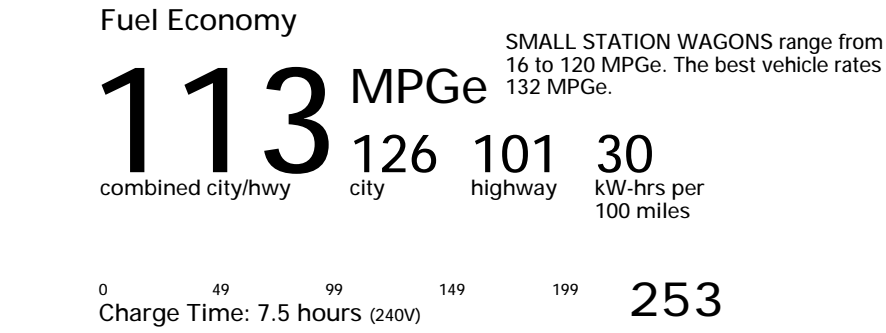 Fuel Economy
SMALL STATION WAGONS range from
16 to 120 MPGe. The best vehicle rates
132 MPGe.
113 MPGe
126 101 30
combined city/hwy city highway kW-hrs per
100 miles
0 49 99 149 199 253
Charge Time: 7.5 hours (240V)